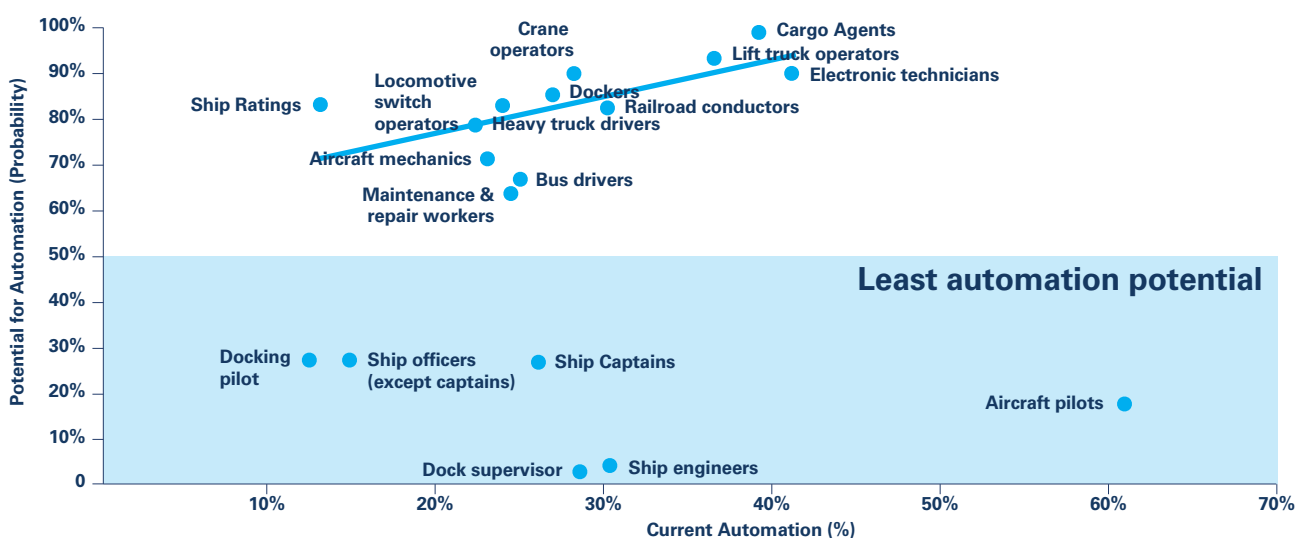 100%
90%
80%
70%
60%
50%
40%
30%
20%
10%
0
Potential for Automation (Probability)
Crane
operators
Cargo Agents
Lift truck operators
Electronic technicians
Locomotive
switch
operators
Ship Ratings
Dockers
Railroad conductors
Heavy truck drivers
Aircraft mechanics
Bus drivers
Maintenance &
repair workers
Least automation potential
Docking
pilot
Ship officers
(except captains)
Ship Captains
Aircraft pilots
Dock supervisor
Ship engineers
10%
20%
30%
40%
50%
60%
70%
Current Automation (%)